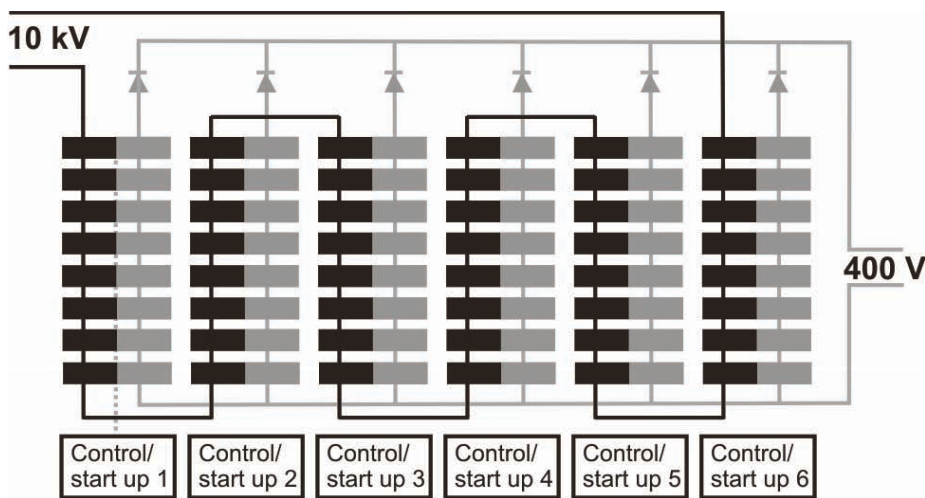 10 kV
400 V
Control/
start up 1
Control/
start up 2
Control/
start up 3
Control/
start up 4
Control/
start up 5
Control/
start up 6